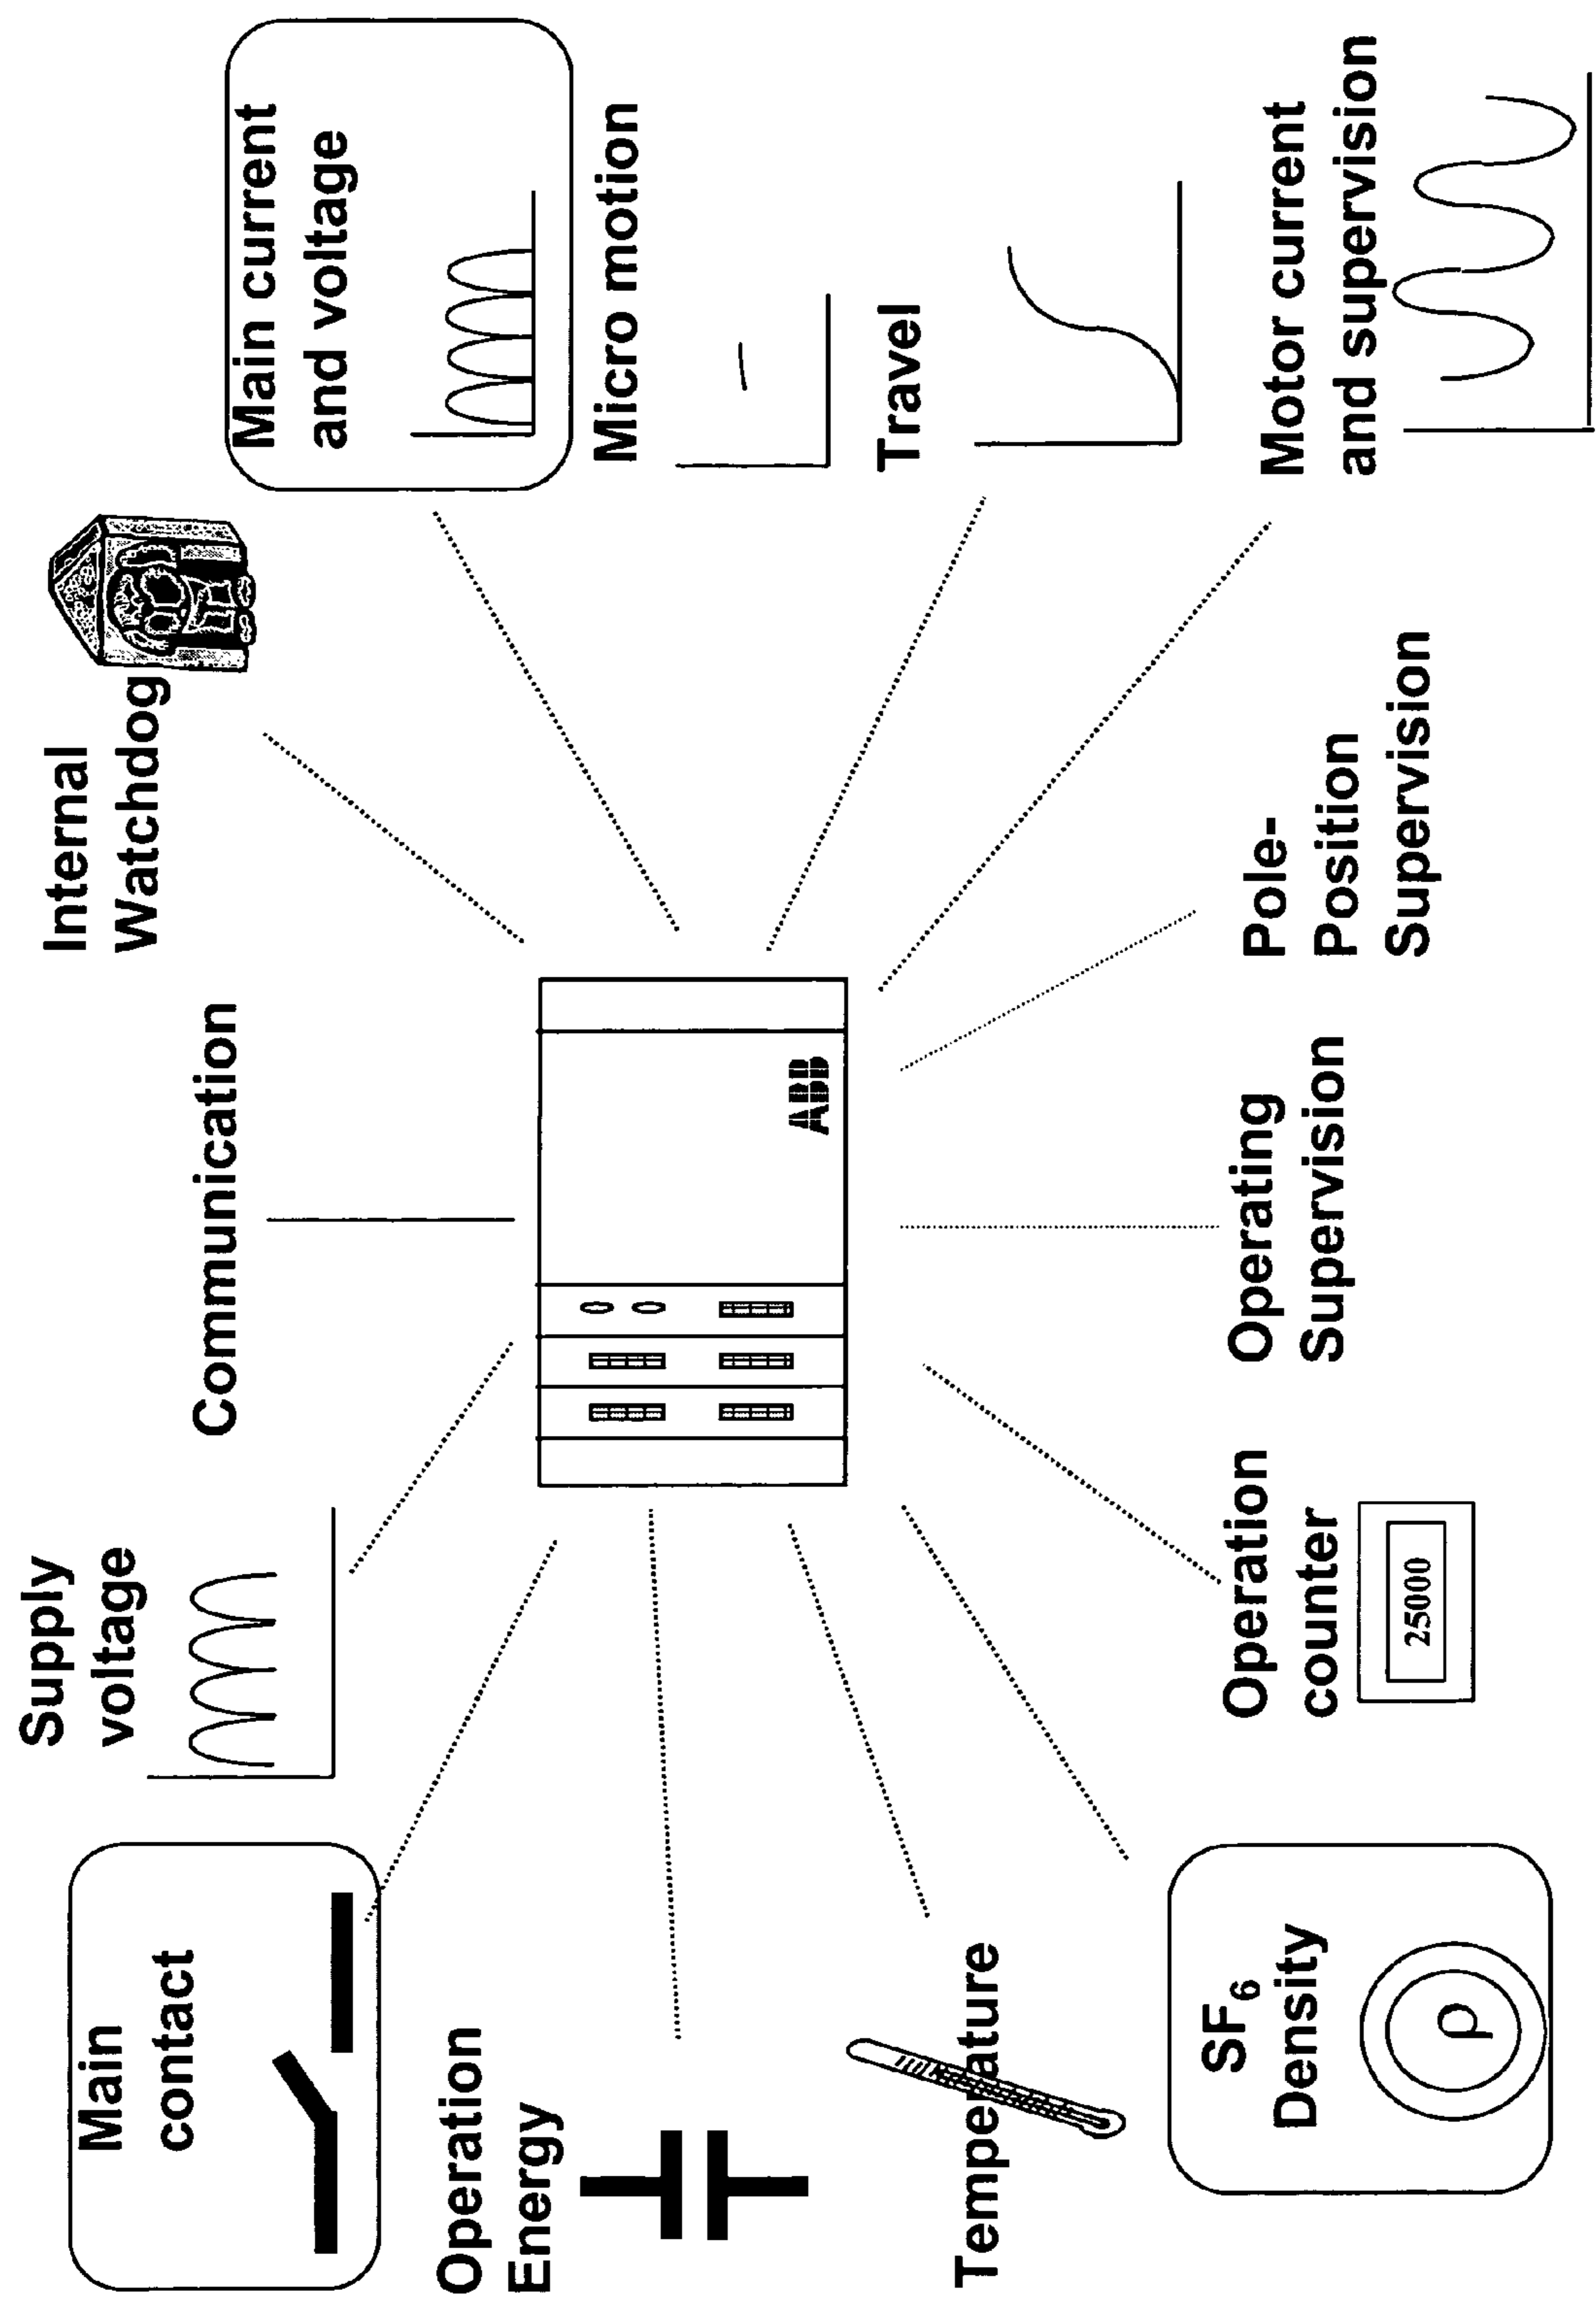 Main
contact
Supply
voltage
Communication
Internal
Watchdog
Main current
and voltage
Operation
Energy
Micro motion
ABB
Temperature
Travel
SF6
Density
ρ
Operation
counter
25000
Operating
Supervision
Pole-
Position
Supervision
Motor current
and supervision